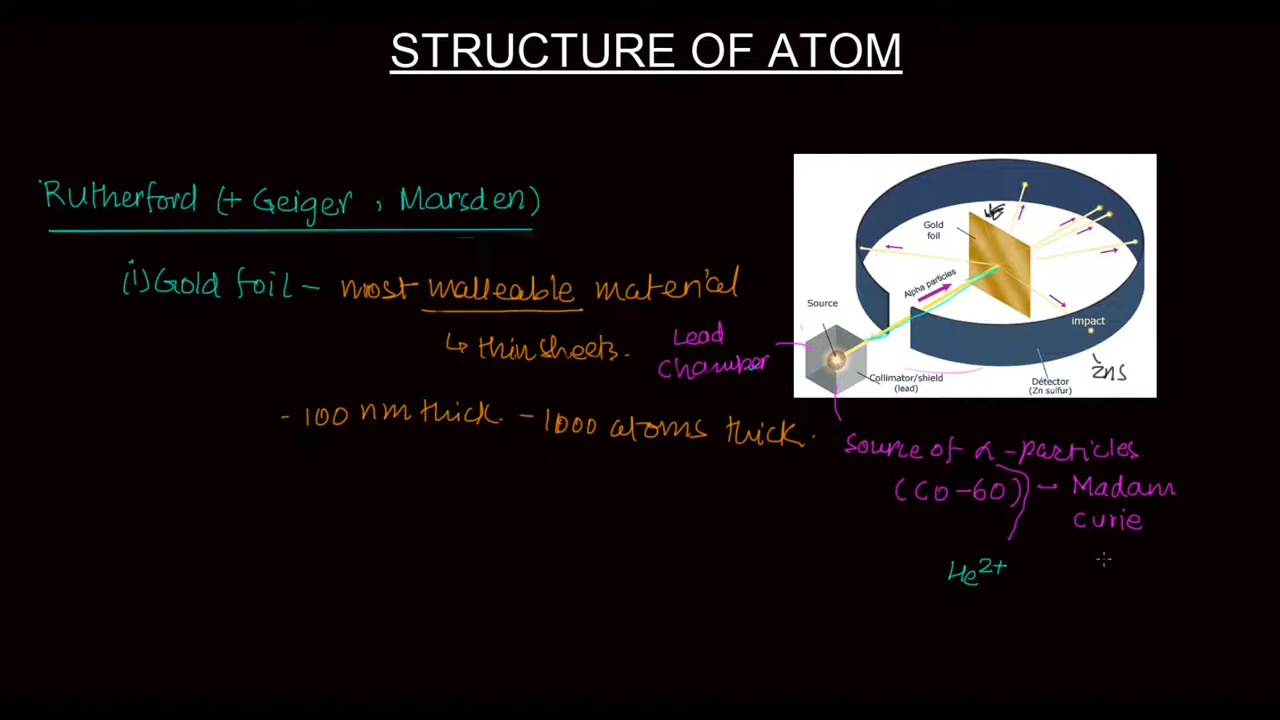 STRUCTURE OF ATOM
Rutherford (+ Geiger, Marsden)
(i) Gold foil - most malleable material
↳ thin sheets.
- 100 nm thick. - 1000 atoms thick.
Lead
Chamber
Gold
foil
Alpha particles
Source
impact
Collimator/shield
(lead)
Détector
(Zn sulfur)
ZnS
source of α-particles
(CO-60) - Madam
curie
He2+